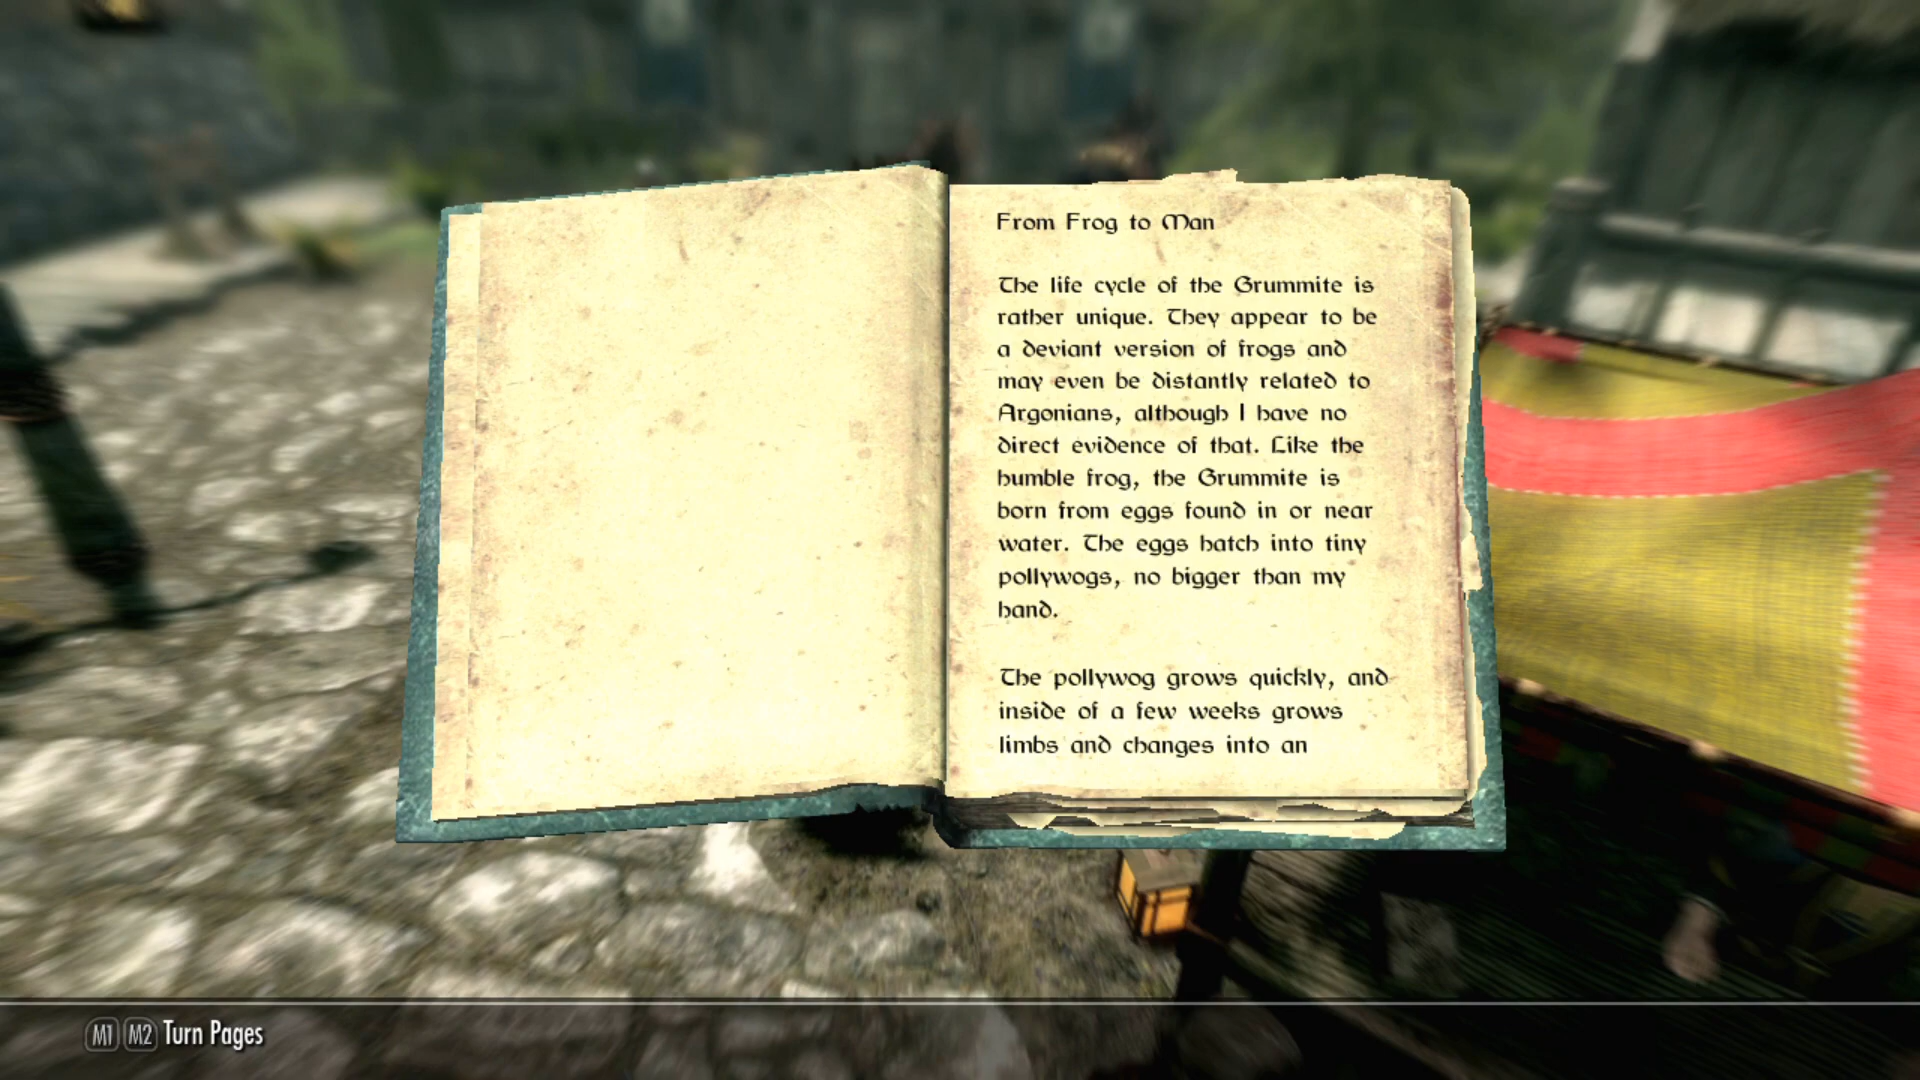 From Frog to Man
The life cycle of the Grummite is
rather unique. They appear to be
a deviant version of frogs and
may even be distantly related to
Argonians, although I have no
direct evidence of that. Like the
humble frog, the Grummite is
born from eggs found in or near
water. The eggs hatch into tiny
pollywogs, no bigger than my
hand.
The pollywog grows quickly, and
inside of a few weeks grows
limbs and changes into an
M1 M2 Turn Pages